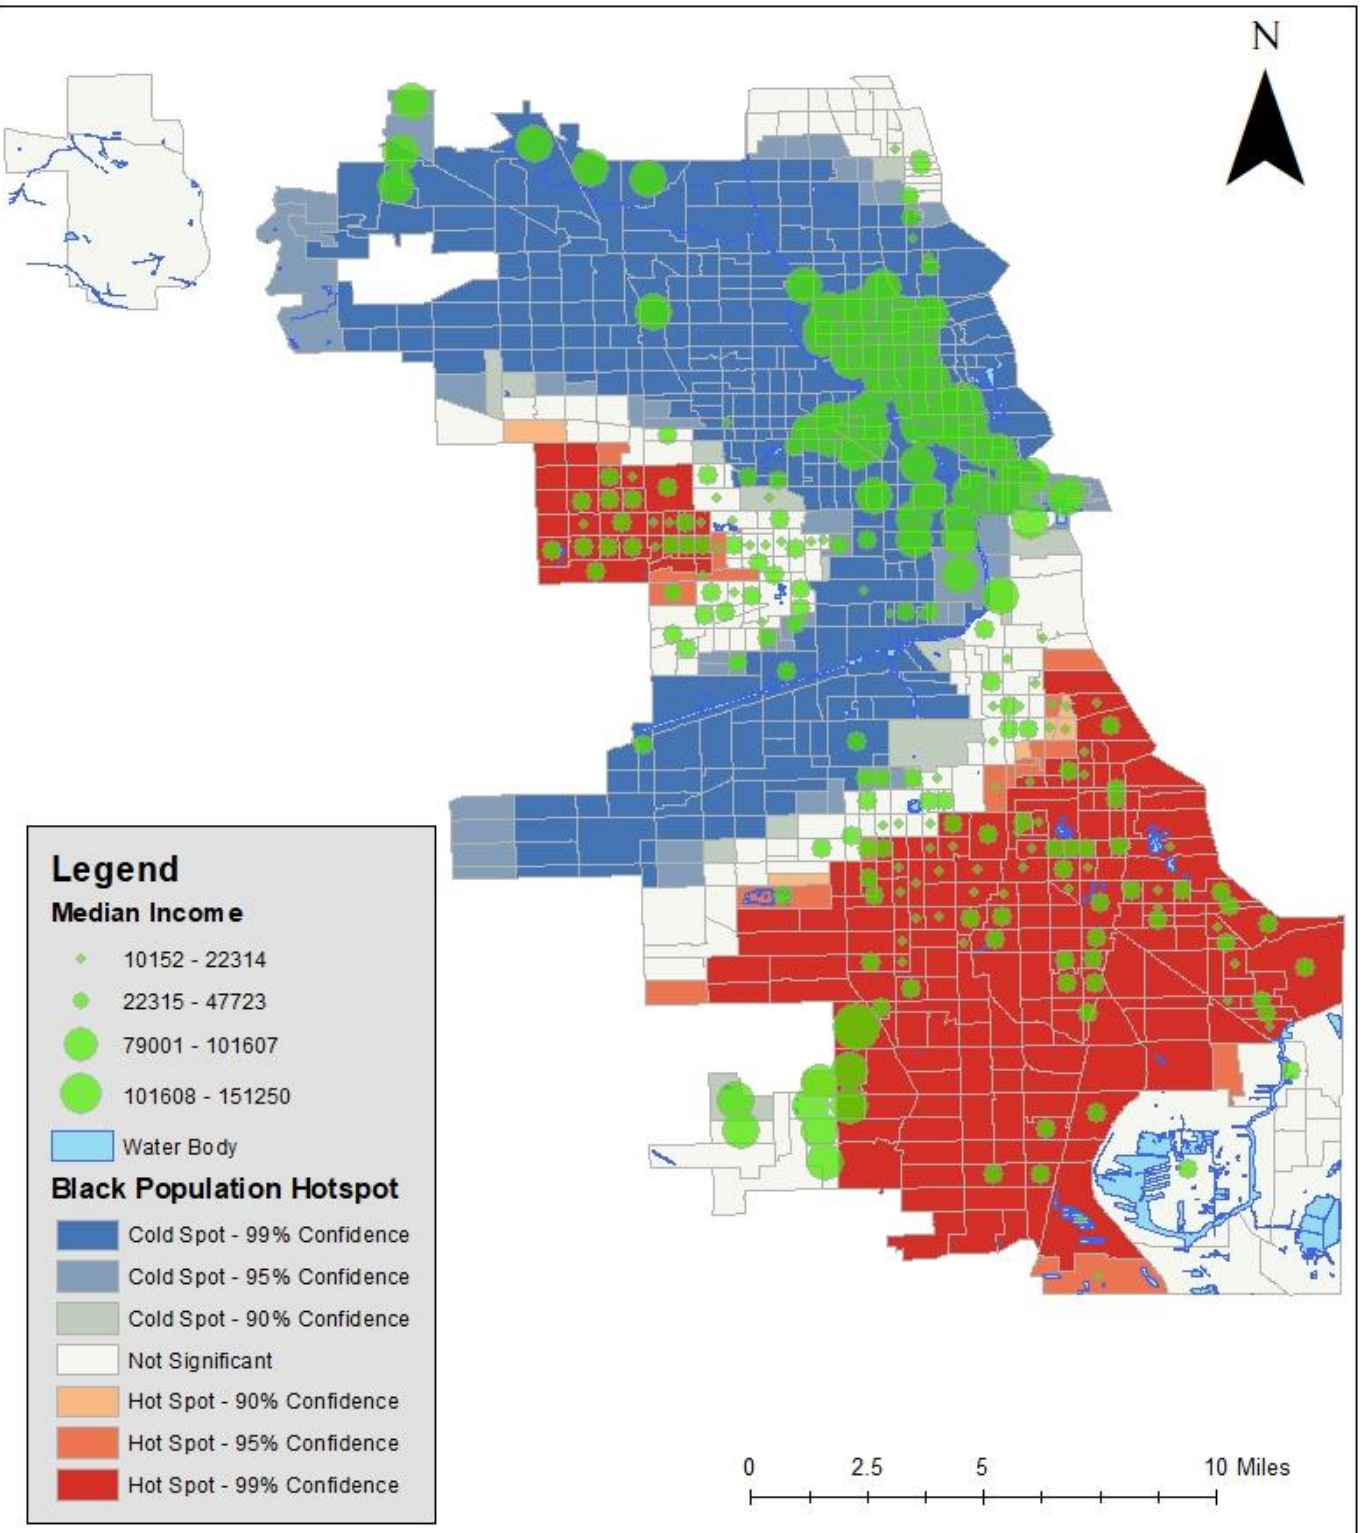 N
Legend
Median Income
10152 - 22314
22315 - 47723
79001 - 101607
101608 - 151250
Water Body
Black Population Hotspot
Cold Spot - 99% Confidence
Cold Spot - 95% Confidence
Cold Spot - 90% Confidence
Not Significant
Hot Spot - 90% Confidence
Hot Spot - 95% Confidence
Hot Spot - 99% Confidence
0 2.5 5 10 Miles